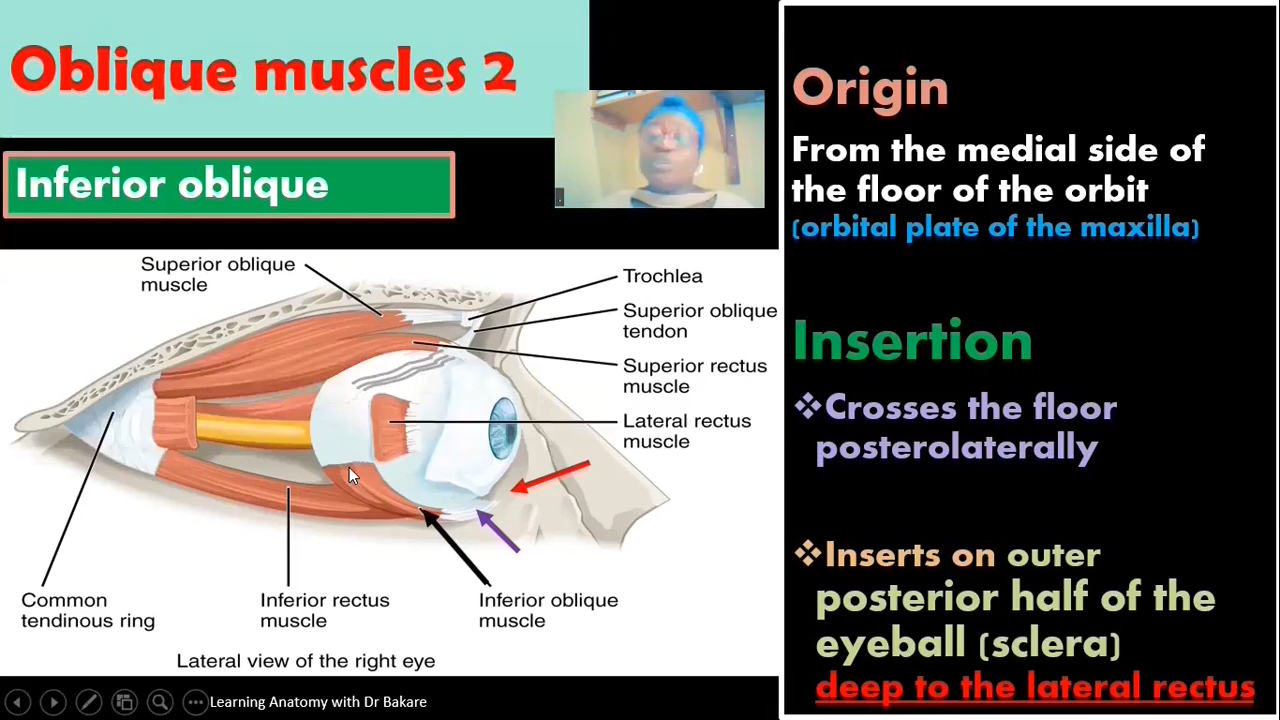 Oblique muscles 2
Inferior oblique
Superior oblique
muscle
Trochlea
Superior oblique
tendon
Superior rectus
muscle
Lateral rectus
muscle
Common
tendinous ring
Inferior rectus
muscle
Inferior oblique
muscle
Lateral view of the right eye
Learning Anatomy with Dr Bakare
Origin
From the medial side of
the floor of the orbit
(orbital plate of the maxilla)
Insertion
❖Crosses the floor
posterolaterally
❖Inserts on outer
posterior half of the
eyeball (sclera)
deep to the lateral rectus